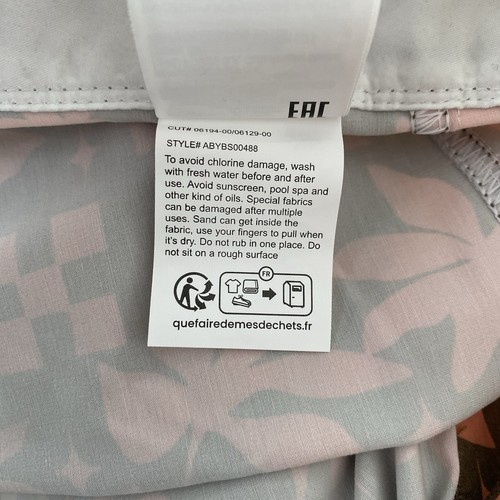 EAC
CUT# 06194-00/06129-00
STYLE# ABYBS00488
To avoid chlorine damage, wash
with fresh water before and after
use. Avoid sunscreen, pool spa and
other kind of oils. Special fabrics
can be damaged after multiple
uses. Sand can get inside the
fabric, use your fingers to pull when
it's dry. Do not rub in one place. Do
not sit on a rough surface
FR
quefairedemesdechets.fr